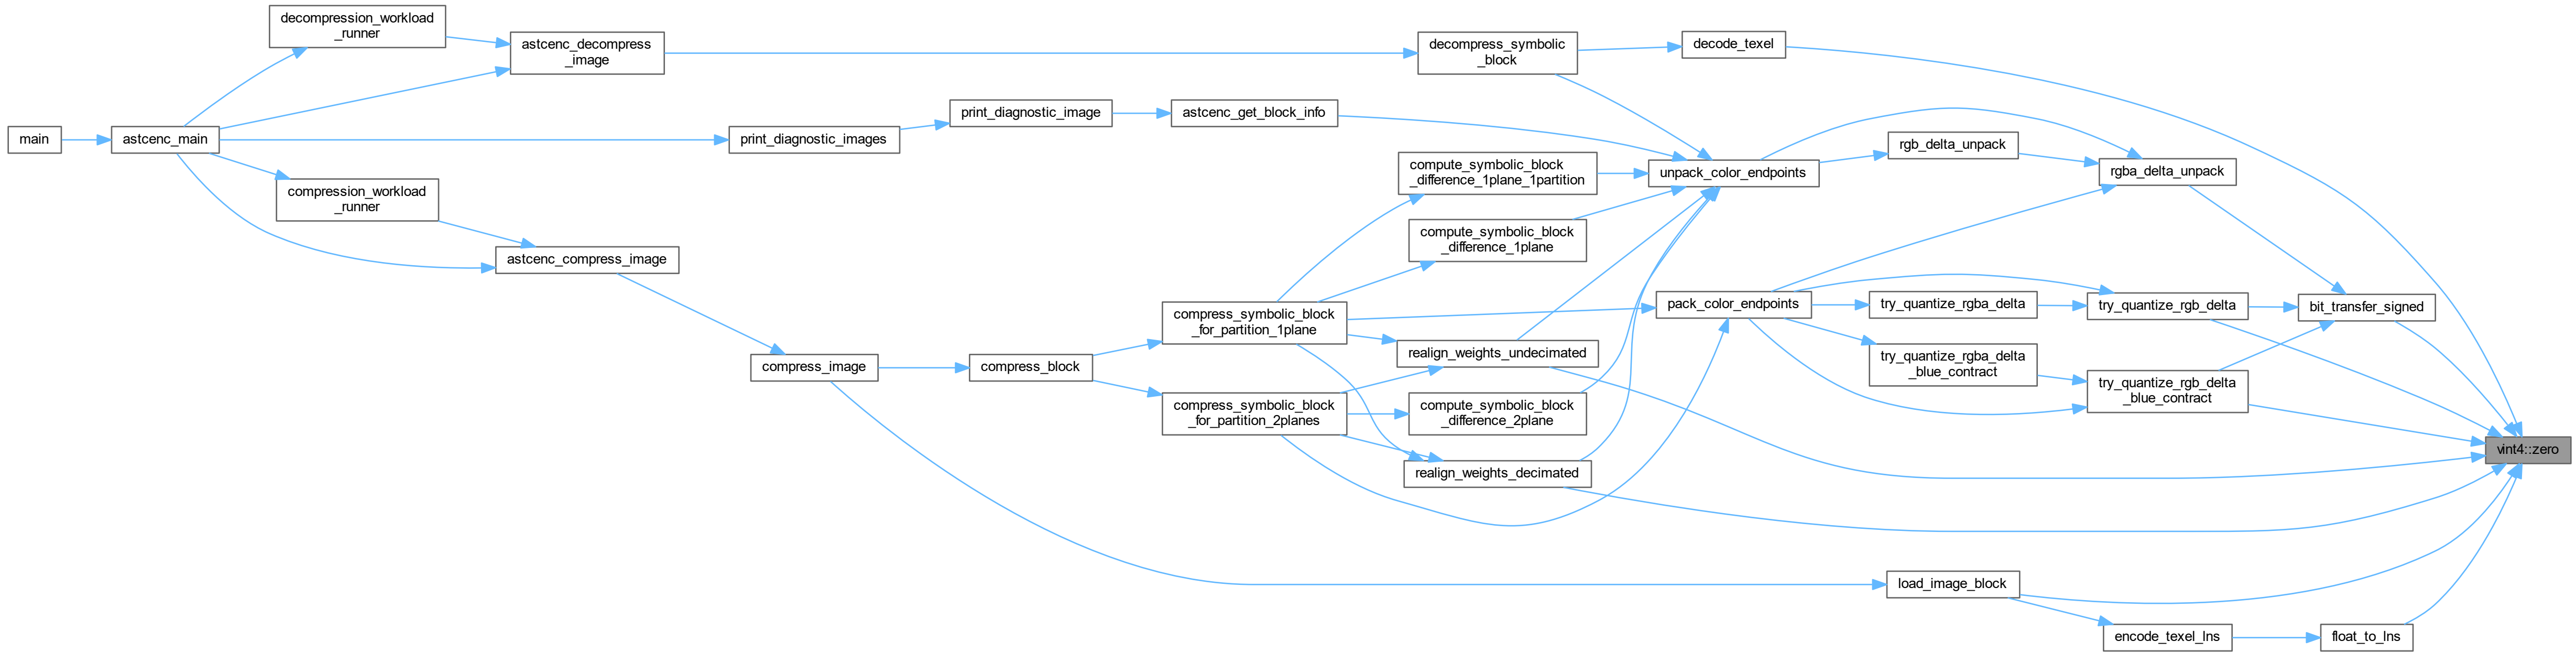 main
astcenc_main
decompression_workload
_runner
compression_workload
_runner
astcenc_decompress
_image
astcenc_compress_image
print_diagnostic_images
compress_image
print_diagnostic_image
compress_block
astcenc_get_block_info
compress_symbolic_block
_for_partition_1plane
compress_symbolic_block
_for_partition_2planes
decompress_symbolic
_block
compute_symbolic_block
_difference_1plane_1partition
compute_symbolic_block
_difference_1plane
realign_weights_undecimated
compute_symbolic_block
_difference_2plane
realign_weights_decimated
decode_texel
unpack_color_endpoints
pack_color_endpoints
rgb_delta_unpack
try_quantize_rgba_delta
try_quantize_rgba_delta
_blue_contract
load_image_block
rgba_delta_unpack
try_quantize_rgb_delta
try_quantize_rgb_delta
_blue_contract
encode_texel_lns
bit_transfer_signed
float_to_lns
vint4::zero